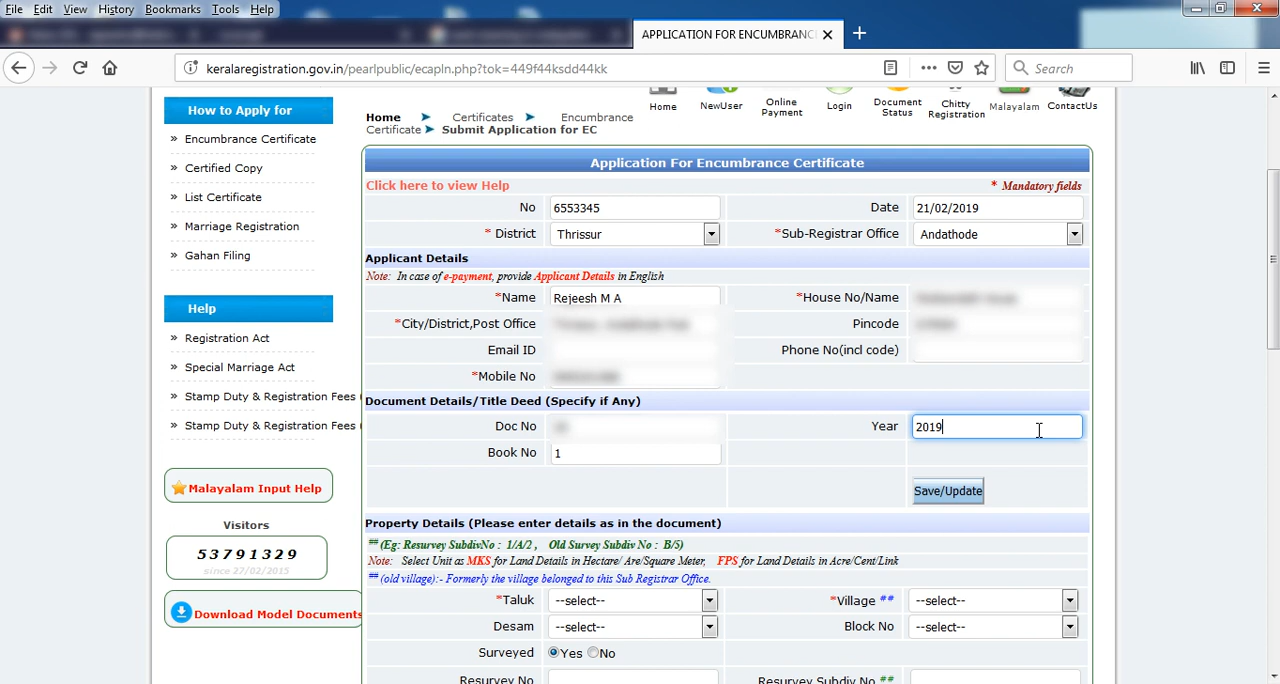 File Edit View History Bookmarks Tools Help
APPLICATION FOR ENCUMBRANC
keralaregistration.gov.in/pearlpublic/ecapln.php?tok=449f44ksdd44kk
Search
Home NewUser Online Payment Login Document Status Chitty Registration Malayalam ContactUs
How to Apply for
» Encumbrance Certificate
» Certified Copy
» List Certificate
» Marriage Registration
» Gahan Filing
Help
» Registration Act
» Special Marriage Act
» Stamp Duty & Registration Fees
» Stamp Duty & Registration Fees
Malayalam Input Help
Visitors
53791329
since 27/02/2015
Download Model Documents
Home Certificates Encumbrance
Certificate Submit Application for EC
Application For Encumbrance Certificate
Click here to view Help * Mandatory fields
No 6553345 Date 21/02/2019
* District Thrissur *Sub-Registrar Office Andathode
Applicant Details
Note: In case of e-payment, provide Applicant Details in English
*Name Rejeesh M A *House No/Name
*City/District,Post Office Pincode
Email ID Phone No(incl code)
*Mobile No
Document Details/Title Deed (Specify if Any)
Doc No Year 2019
Book No 1
Save/Update
Property Details (Please enter details as in the document)
## (Eg: Resurvey SubdivNo : 1/A/2 , Old Survey Subdiv No : B/5)
Note: Select Unit as MKS for Land Details in Hectare/ Are/Square Meter, FPS for Land Details in Acre/Cent/Link
## (old village):- Formerly the village belonged to this Sub Registrar Office.
*Taluk --select-- *Village ## --select--
Desam --select-- Block No --select--
Surveyed Yes No
Resurvey No Resurvey Subdiv No ##